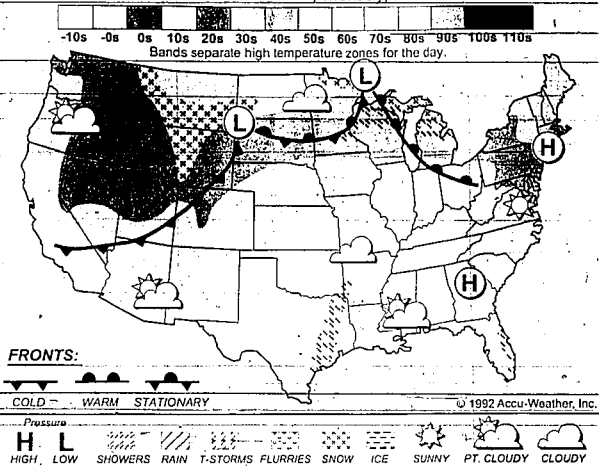 -10s -0s 0s 10s 20s 30s 40s 50s 60s 70s 80s 90s 100s 110s
Bands separate high temperature zones for the day.
L
L
H
H
FRONTS:
COLD WARM STATIONARY
© 1992 Accu-Weather, Inc.
Pressure
H L
HIGH LOW SHOWERS RAIN T-STORMS FLURRIES SNOW ICE SUNNY PT. CLOUDY CLOUDY